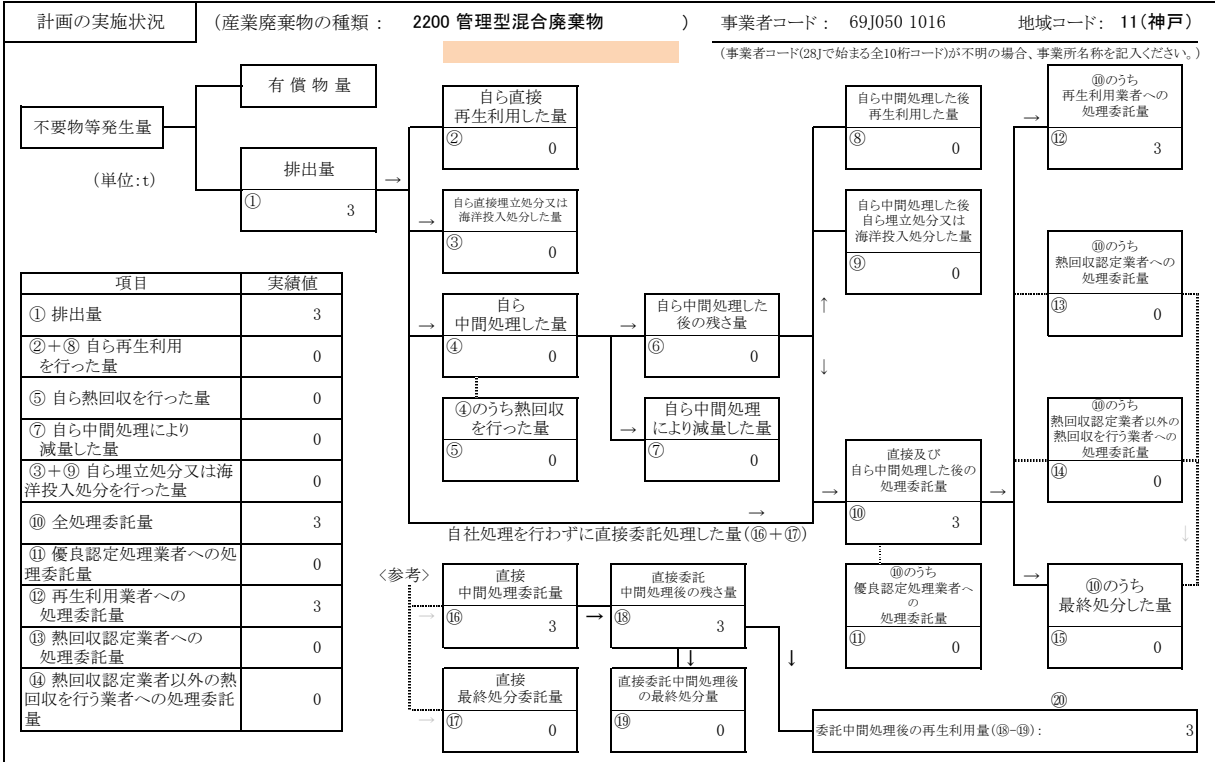 計画の実施状況
(産業廃棄物の種類： 2200 管理型混合廃棄物 )
事業者コード： 69J050 1016
地域コード： 11(神戸)
(事業者コード(28Jで始まる全10桁コード)が不明の場合、事業所名称を記入ください。)
不要物等発生量
(単位:t)
有償物量
排出量
① 3
→
自ら直接
再生利用した量
② 0
→
自ら直接埋立処分又は
海洋投入処分した量
③ 0
→
自ら
中間処理した量
④ 0
④のうち熱回収
を行った量
⑤ 0
→
自ら中間処理した
後の残さ量
⑥ 0
→
自ら中間処理
により減量した量
⑦ 0
自ら中間処理した後
再生利用した量
⑧ 0
自ら中間処理した後
自ら埋立処分又は
海洋投入処分した量
⑨ 0
↑
↓
→
直接及び
自ら中間処理した後の
処理委託量
⑩ 3
→
⑩のうち
優良認定処理業者へ
の
処理委託量
⑪ 0
→
⑩のうち
再生利用業者への
処理委託量
⑫ 3
⑩のうち
熱回収認定業者への
処理委託量
⑬ 0
⑩のうち
熱回収認定業者以外の
熱回収を行う業者への
処理委託量
⑭ 0
↓
→
⑩のうち
最終処分した量
⑮ 0
→
自社処理を行わずに直接委託処理した量(⑯＋⑰)
〈参考〉
→
直接
中間処理委託量
⑯ 3
→
直接委託
中間処理後の残さ量
⑱ 3
↓
↓
→
直接
最終処分委託量
⑰ 0
直接委託中間処理後
の最終処分量
⑲ 0
⑳
委託中間処理後の再生利用量(⑱-⑲)： 3
項目 実績値
① 排出量 3
②＋⑧ 自ら再生利用
を行った量 0
⑤ 自ら熱回収を行った量 0
⑦ 自ら中間処理により
減量した量 0
③＋⑨ 自ら埋立処分又は海
洋投入処分を行った量 0
⑩ 全処理委託量 3
⑪ 優良認定処理業者への処
理委託量 0
⑫ 再生利用業者への
処理委託量 3
⑬ 熱回収認定業者への
処理委託量 0
⑭ 熱回収認定業者以外の熱
回収を行う業者への処理委託
量 0